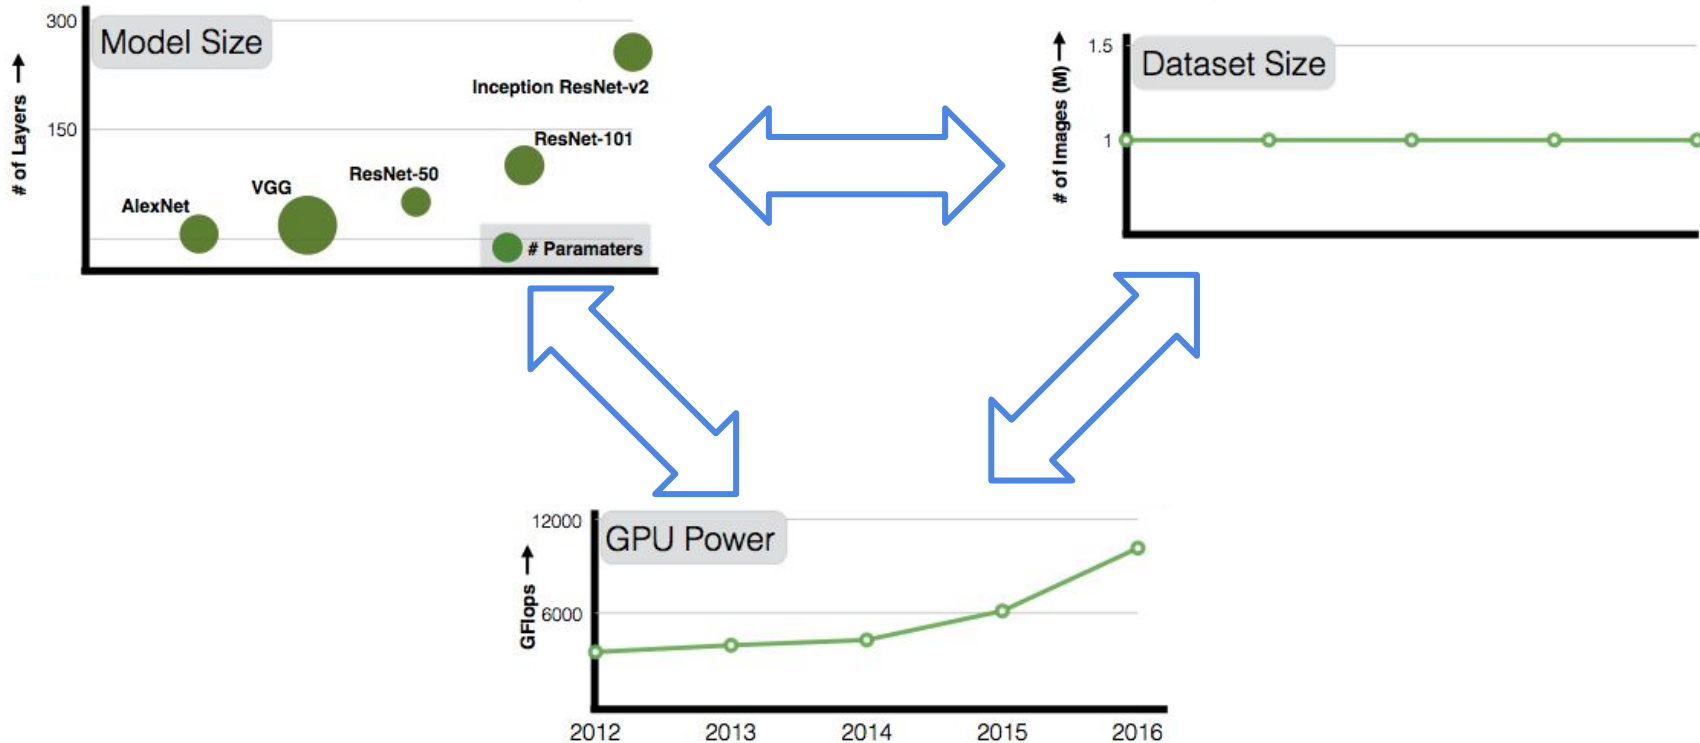 300
Model Size
Inception ResNet-v2
# of Layers →
150
ResNet-101
ResNet-50
VGG
AlexNet
# Paramaters
1.5
Dataset Size
# of Images (M) →
1
12000
GPU Power
GFlops →
6000
2012 2013 2014 2015 2016